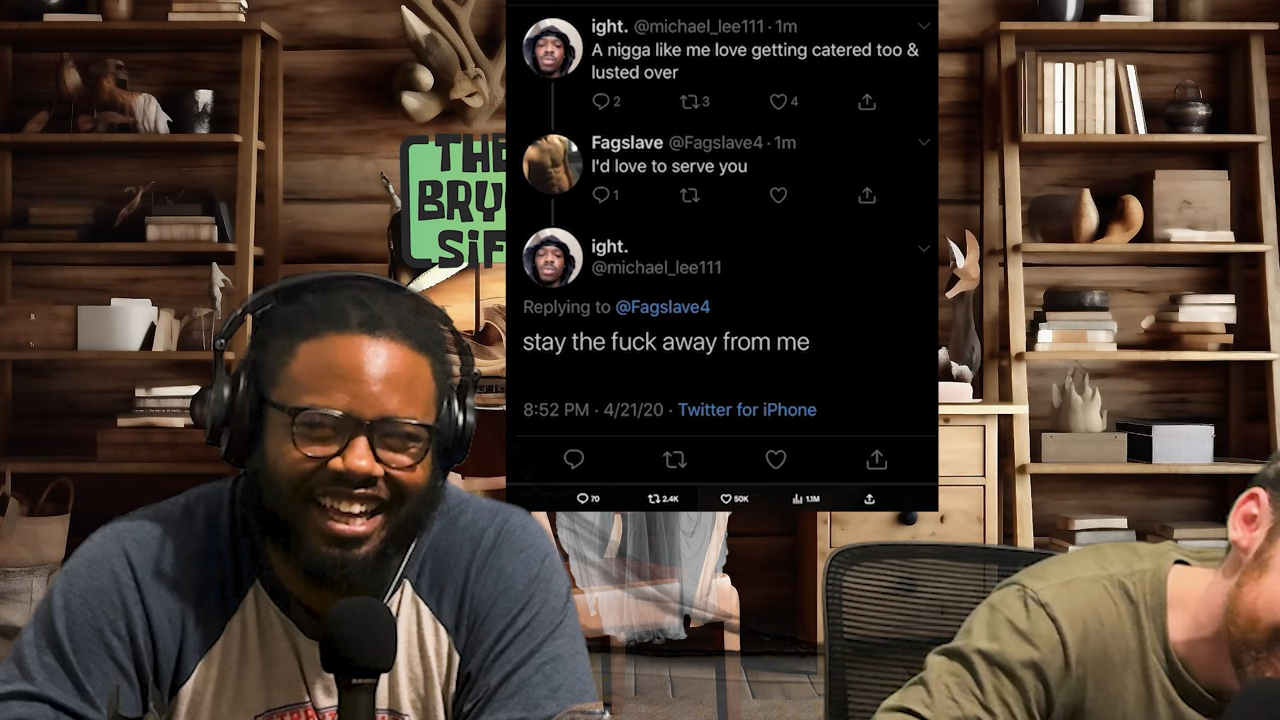 ight. @michael_lee111 · 1m
A nigga like me love getting catered too &
lusted over
2 3 4
Fagslave @Fagslave4 · 1m
I'd love to serve you
1
ight.
@michael_lee111
Replying to @Fagslave4
stay the fuck away from me
8:52 PM · 4/21/20 · Twitter for iPhone
70 2.4K 50K 1.1M
THE
BRY
SIF